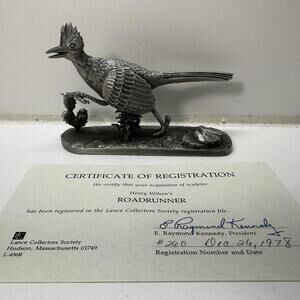 CERTIFICATE OF REGISTRATION
We certify that your acquisition of sculptor
Henry Wilson's
ROADRUNNER
has been registered in the Lance Collectors Society registration file.
E. Raymond Kennedy
E. Raymond Kennedy, President
#260 Dec 26, 1978
Registration Number and Date
Lance Collectors Society
Hudson, Massachusetts 01749
L-436R